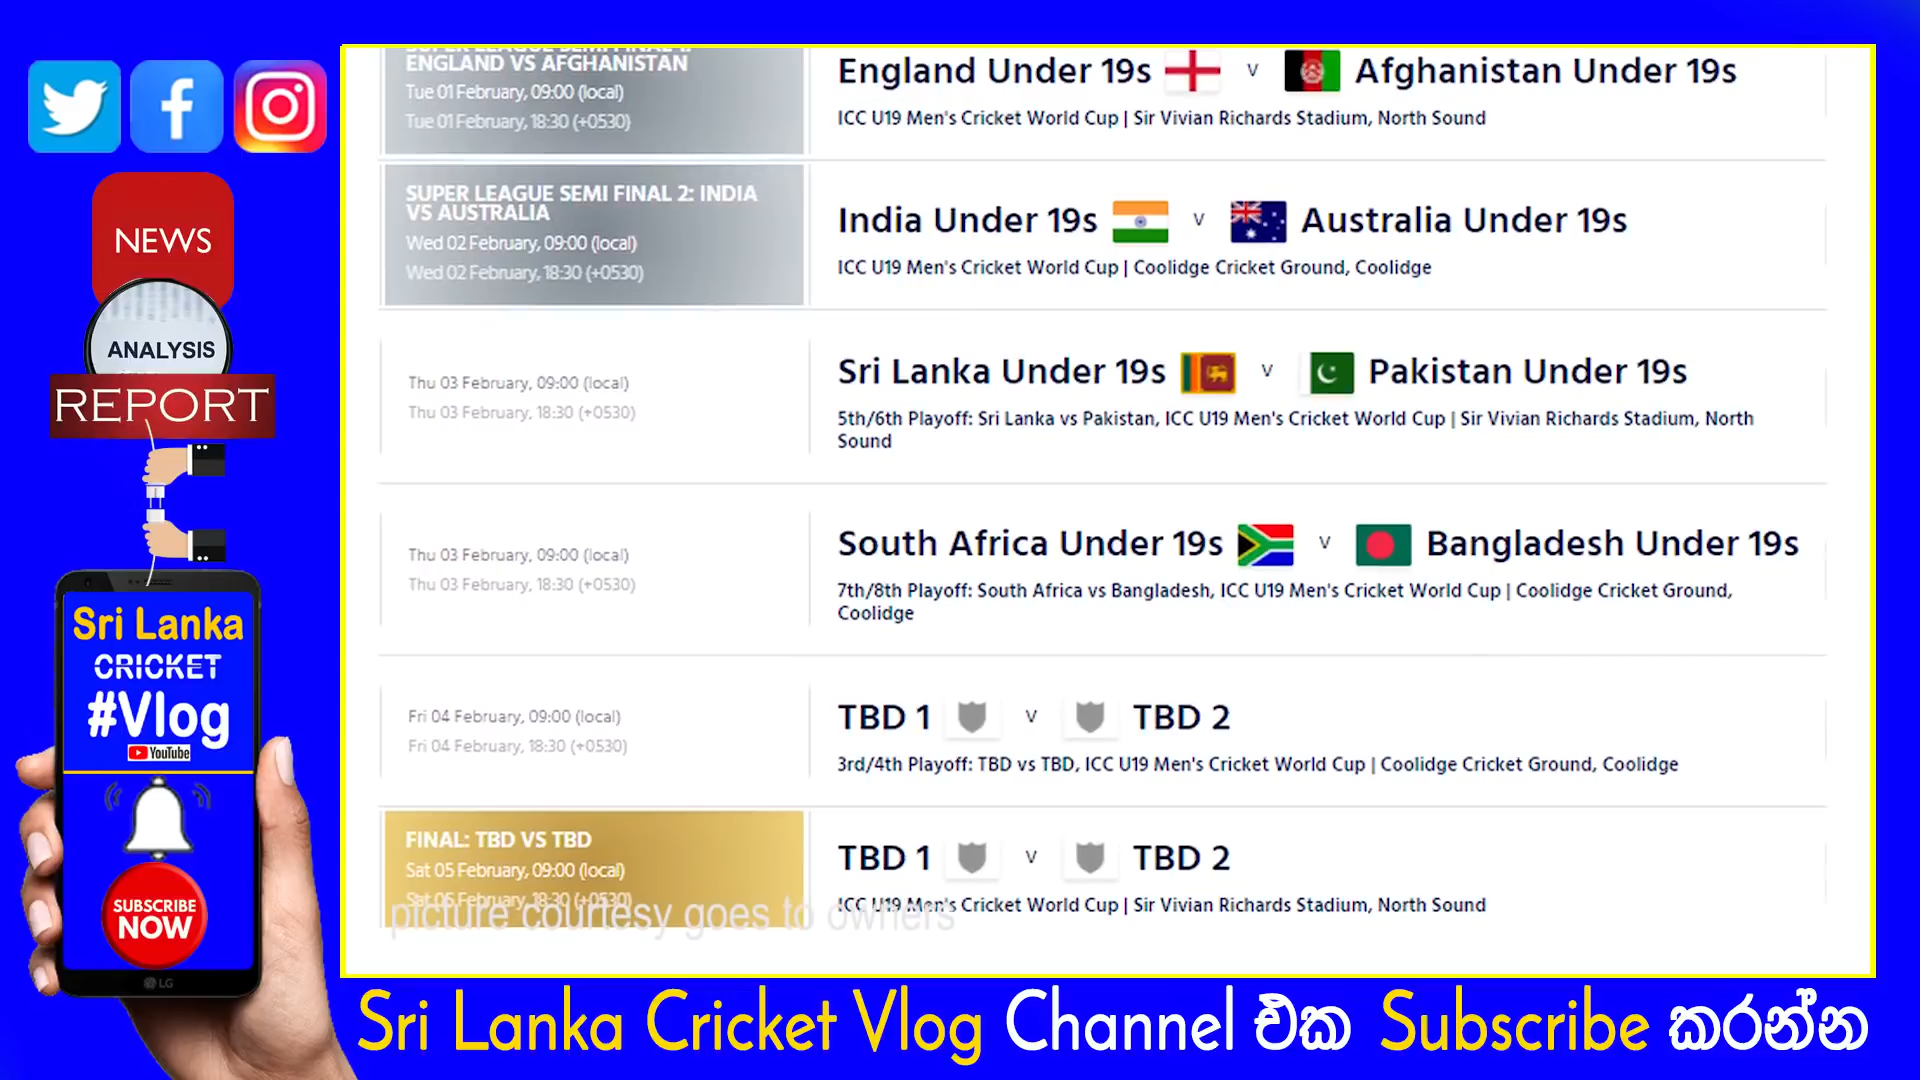 NEWS
ANALYSIS
REPORT
Sri Lanka
CRICKET
#Vlog
YouTube
SUBSCRIBE
NOW
LG
SUPER LEAGUE SEMI FINAL 1:
ENGLAND VS AFGHANISTAN
Tue 01 February, 09:00 (local)
Tue 01 February, 18:30 (+0530)
England Under 19s v Afghanistan Under 19s
ICC U19 Men's Cricket World Cup | Sir Vivian Richards Stadium, North Sound
SUPER LEAGUE SEMI FINAL 2: INDIA
VS AUSTRALIA
Wed 02 February, 09:00 (local)
Wed 02 February, 18:30 (+0530)
India Under 19s v Australia Under 19s
ICC U19 Men's Cricket World Cup | Coolidge Cricket Ground, Coolidge
Thu 03 February, 09:00 (local)
Thu 03 February, 18:30 (+0530)
Sri Lanka Under 19s v Pakistan Under 19s
5th/6th Playoff: Sri Lanka vs Pakistan, ICC U19 Men's Cricket World Cup | Sir Vivian Richards Stadium, North
Sound
Thu 03 February, 09:00 (local)
Thu 03 February, 18:30 (+0530)
South Africa Under 19s v Bangladesh Under 19s
7th/8th Playoff: South Africa vs Bangladesh, ICC U19 Men's Cricket World Cup | Coolidge Cricket Ground,
Coolidge
Fri 04 February, 09:00 (local)
Fri 04 February, 18:30 (+0530)
TBD 1 v TBD 2
3rd/4th Playoff: TBD vs TBD, ICC U19 Men's Cricket World Cup | Coolidge Cricket Ground, Coolidge
FINAL: TBD VS TBD
Sat 05 February, 09:00 (local)
Sat 05 February, 18:30 (+0530)
TBD 1 v TBD 2
ICC U19 Men's Cricket World Cup | Sir Vivian Richards Stadium, North Sound
picture courtesy goes to owners
Sri Lanka Cricket Vlog Channel එක Subscribe කරන්න